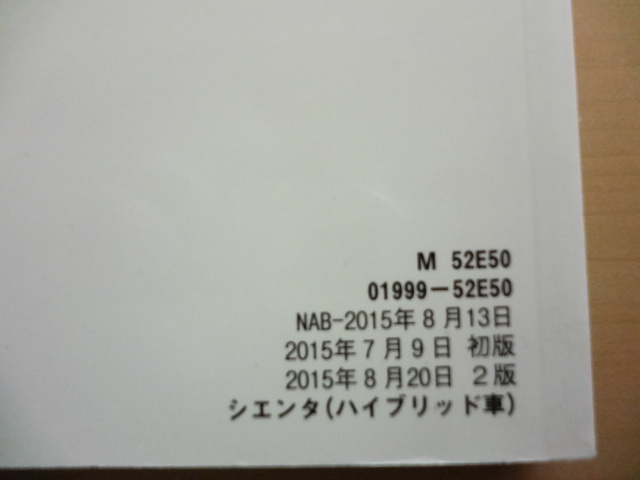 M 52E50
01999-52E50
NAB-2015年8月13日
2015年7月9日 初版
2015年8月20日 2版
シエンタ(ハイブリッド車)